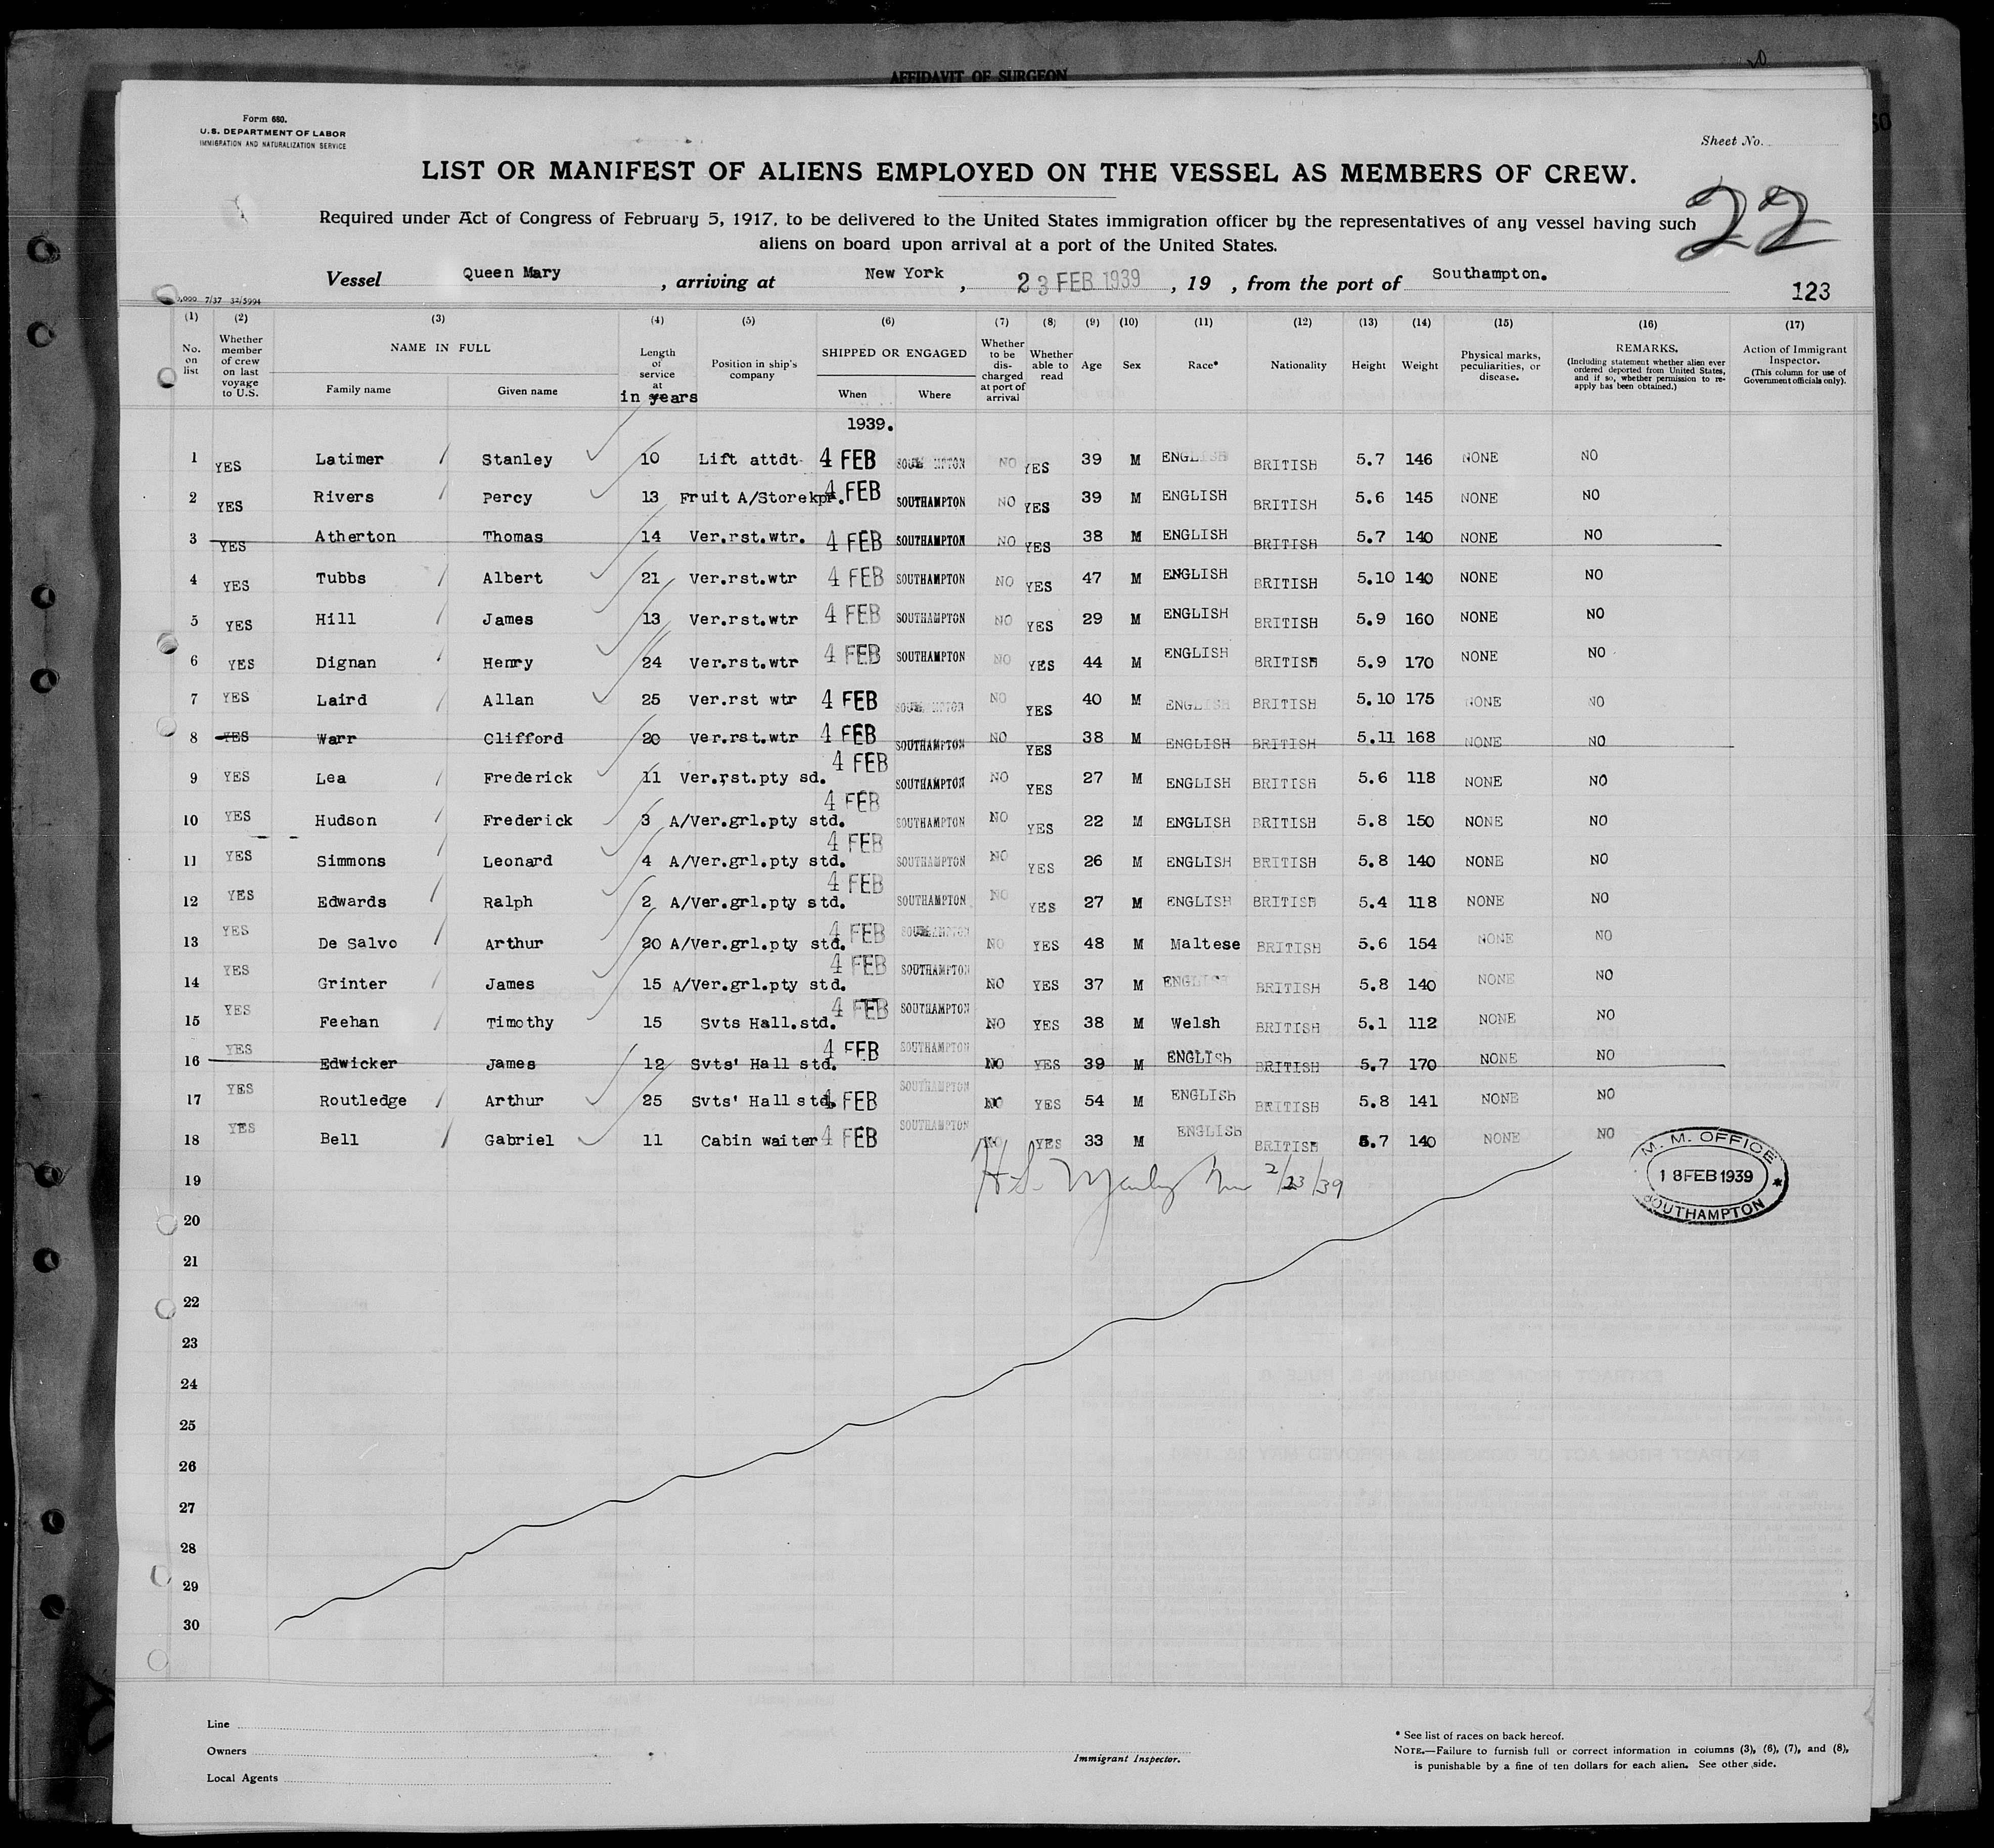 AFFIDAVIT OF SURGEON
Form 680.
U.S. DEPARTMENT OF LABOR
IMMIGRATION AND NATURALIZATION SERVICE
Sheet No.
LIST OR MANIFEST OF ALIENS EMPLOYED ON THE VESSEL AS MEMBERS OF CREW.
22
Required under Act of Congress of February 5, 1917, to be delivered to the United States immigration officer by the representatives of any vessel having such
aliens on board upon arrival at a port of the United States.
Vessel Queen Mary, arriving at New York, 23 FEB 1939, 19 , from the port of Southampton.
,000 7/37 32/5994
123
(1) (2) (3) (4) (5) (6) (7) (8) (9) (10) (11) (12) (13) (14) (15) (16) (17)
No. on list
Whether member of crew on last voyage to U.S.
NAME IN FULL
Family name
Given name
Length of service at
in years
Position in ship's company
SHIPPED OR ENGAGED
When
Where
Whether to be discharged at port of arrival
Whether able to read
Age
Sex
Race*
Nationality
Height
Weight
Physical marks, peculiarities, or disease.
REMARKS.
(Including statement whether alien ever ordered deported from United States, and if so, whether permission to reapply has been obtained.)
Action of Immigrant Inspector.
(This column for use of Government officials only).
1939.
1 YES Latimer Stanley 10 Lift attdt 4 FEB SOUTHAMPTON NO YES 39 M ENGLISH BRITISH 5.7 146 NONE NO
2 YES Rivers Percy 13 Fruit A/Storekpr. 4 FEB SOUTHAMPTON NO YES 39 M ENGLISH BRITISH 5.6 145 NONE NO
3 YES Atherton Thomas 14 Ver.rst.wtr. 4 FEB SOUTHAMPTON NO YES 38 M ENGLISH BRITISH 5.7 140 NONE NO
4 YES Tubbs Albert 21 Ver.rst.wtr 4 FEB SOUTHAMPTON NO YES 47 M ENGLISH BRITISH 5.10 140 NONE NO
5 YES Hill James 13 Ver.rst.wtr 4 FEB SOUTHAMPTON NO YES 29 M ENGLISH BRITISH 5.9 160 NONE NO
6 YES Dignan Henry 24 Ver.rst.wtr 4 FEB SOUTHAMPTON NO YES 44 M ENGLISH BRITISH 5.9 170 NONE NO
7 YES Laird Allan 25 Ver.rst wtr 4 FEB SOUTHAMPTON NO YES 40 M ENGLISH BRITISH 5.10 175 NONE NO
8 YES Warr Clifford 20 Ver.rst.wtr 4 FEB SOUTHAMPTON NO YES 38 M ENGLISH BRITISH 5.11 168 NONE NO
9 YES Lea Frederick 11 Ver.rst.pty sd. 4 FEB SOUTHAMPTON NO YES 27 M ENGLISH BRITISH 5.6 118 NONE NO
10 YES Hudson Frederick 3 A/Ver.grl.pty std. 4 FEB SOUTHAMPTON NO YES 22 M ENGLISH BRITISH 5.8 150 NONE NO
11 YES Simmons Leonard 4 A/Ver.grl.pty std. 4 FEB SOUTHAMPTON NO YES 26 M ENGLISH BRITISH 5.8 140 NONE NO
12 YES Edwards Ralph 2 A/Ver.grl.pty std. 4 FEB SOUTHAMPTON NO YES 27 M ENGLISH BRITISH 5.4 118 NONE NO
13 YES De Salvo Arthur 20 A/Ver.grl.pty std. 4 FEB SOUTHAMPTON NO YES 48 M Maltese BRITISH 5.6 154 NONE NO
14 YES Grinter James 15 A/Ver.grl.pty std. 4 FEB SOUTHAMPTON NO YES 37 M ENGLISH BRITISH 5.8 140 NONE NO
15 YES Feehan Timothy 15 Svts Hall.std. 4 FEB SOUTHAMPTON NO YES 38 M Welsh BRITISH 5.1 112 NONE NO
16 YES Edwicker James 12 Svts' Hall std. 4 FEB SOUTHAMPTON NO YES 39 M ENGLISh BRITISH 5.7 170 NONE NO
17 YES Routledge Arthur 25 Svts' Hall std. 4 FEB SOUTHAMPTON NO YES 54 M ENGLISh BRITISH 5.8 141 NONE NO
18 YES Bell Gabriel 11 Cabin waiter 4 FEB SOUTHAMPTON NO YES 33 M ENGLISh BRITISH 5.7 140 NONE NO
19
2/23/39
M. M. OFFICE
18 FEB 1939
SOUTHAMPTON
20
21
22
23
24
25
26
27
28
29
30
Line
Owners
Local Agents
Immigrant Inspector.
* See list of races on back hereof.
NOTE.—Failure to furnish full or correct information in columns (3), (6), (7), and (8),
is punishable by a fine of ten dollars for each alien. See other side.